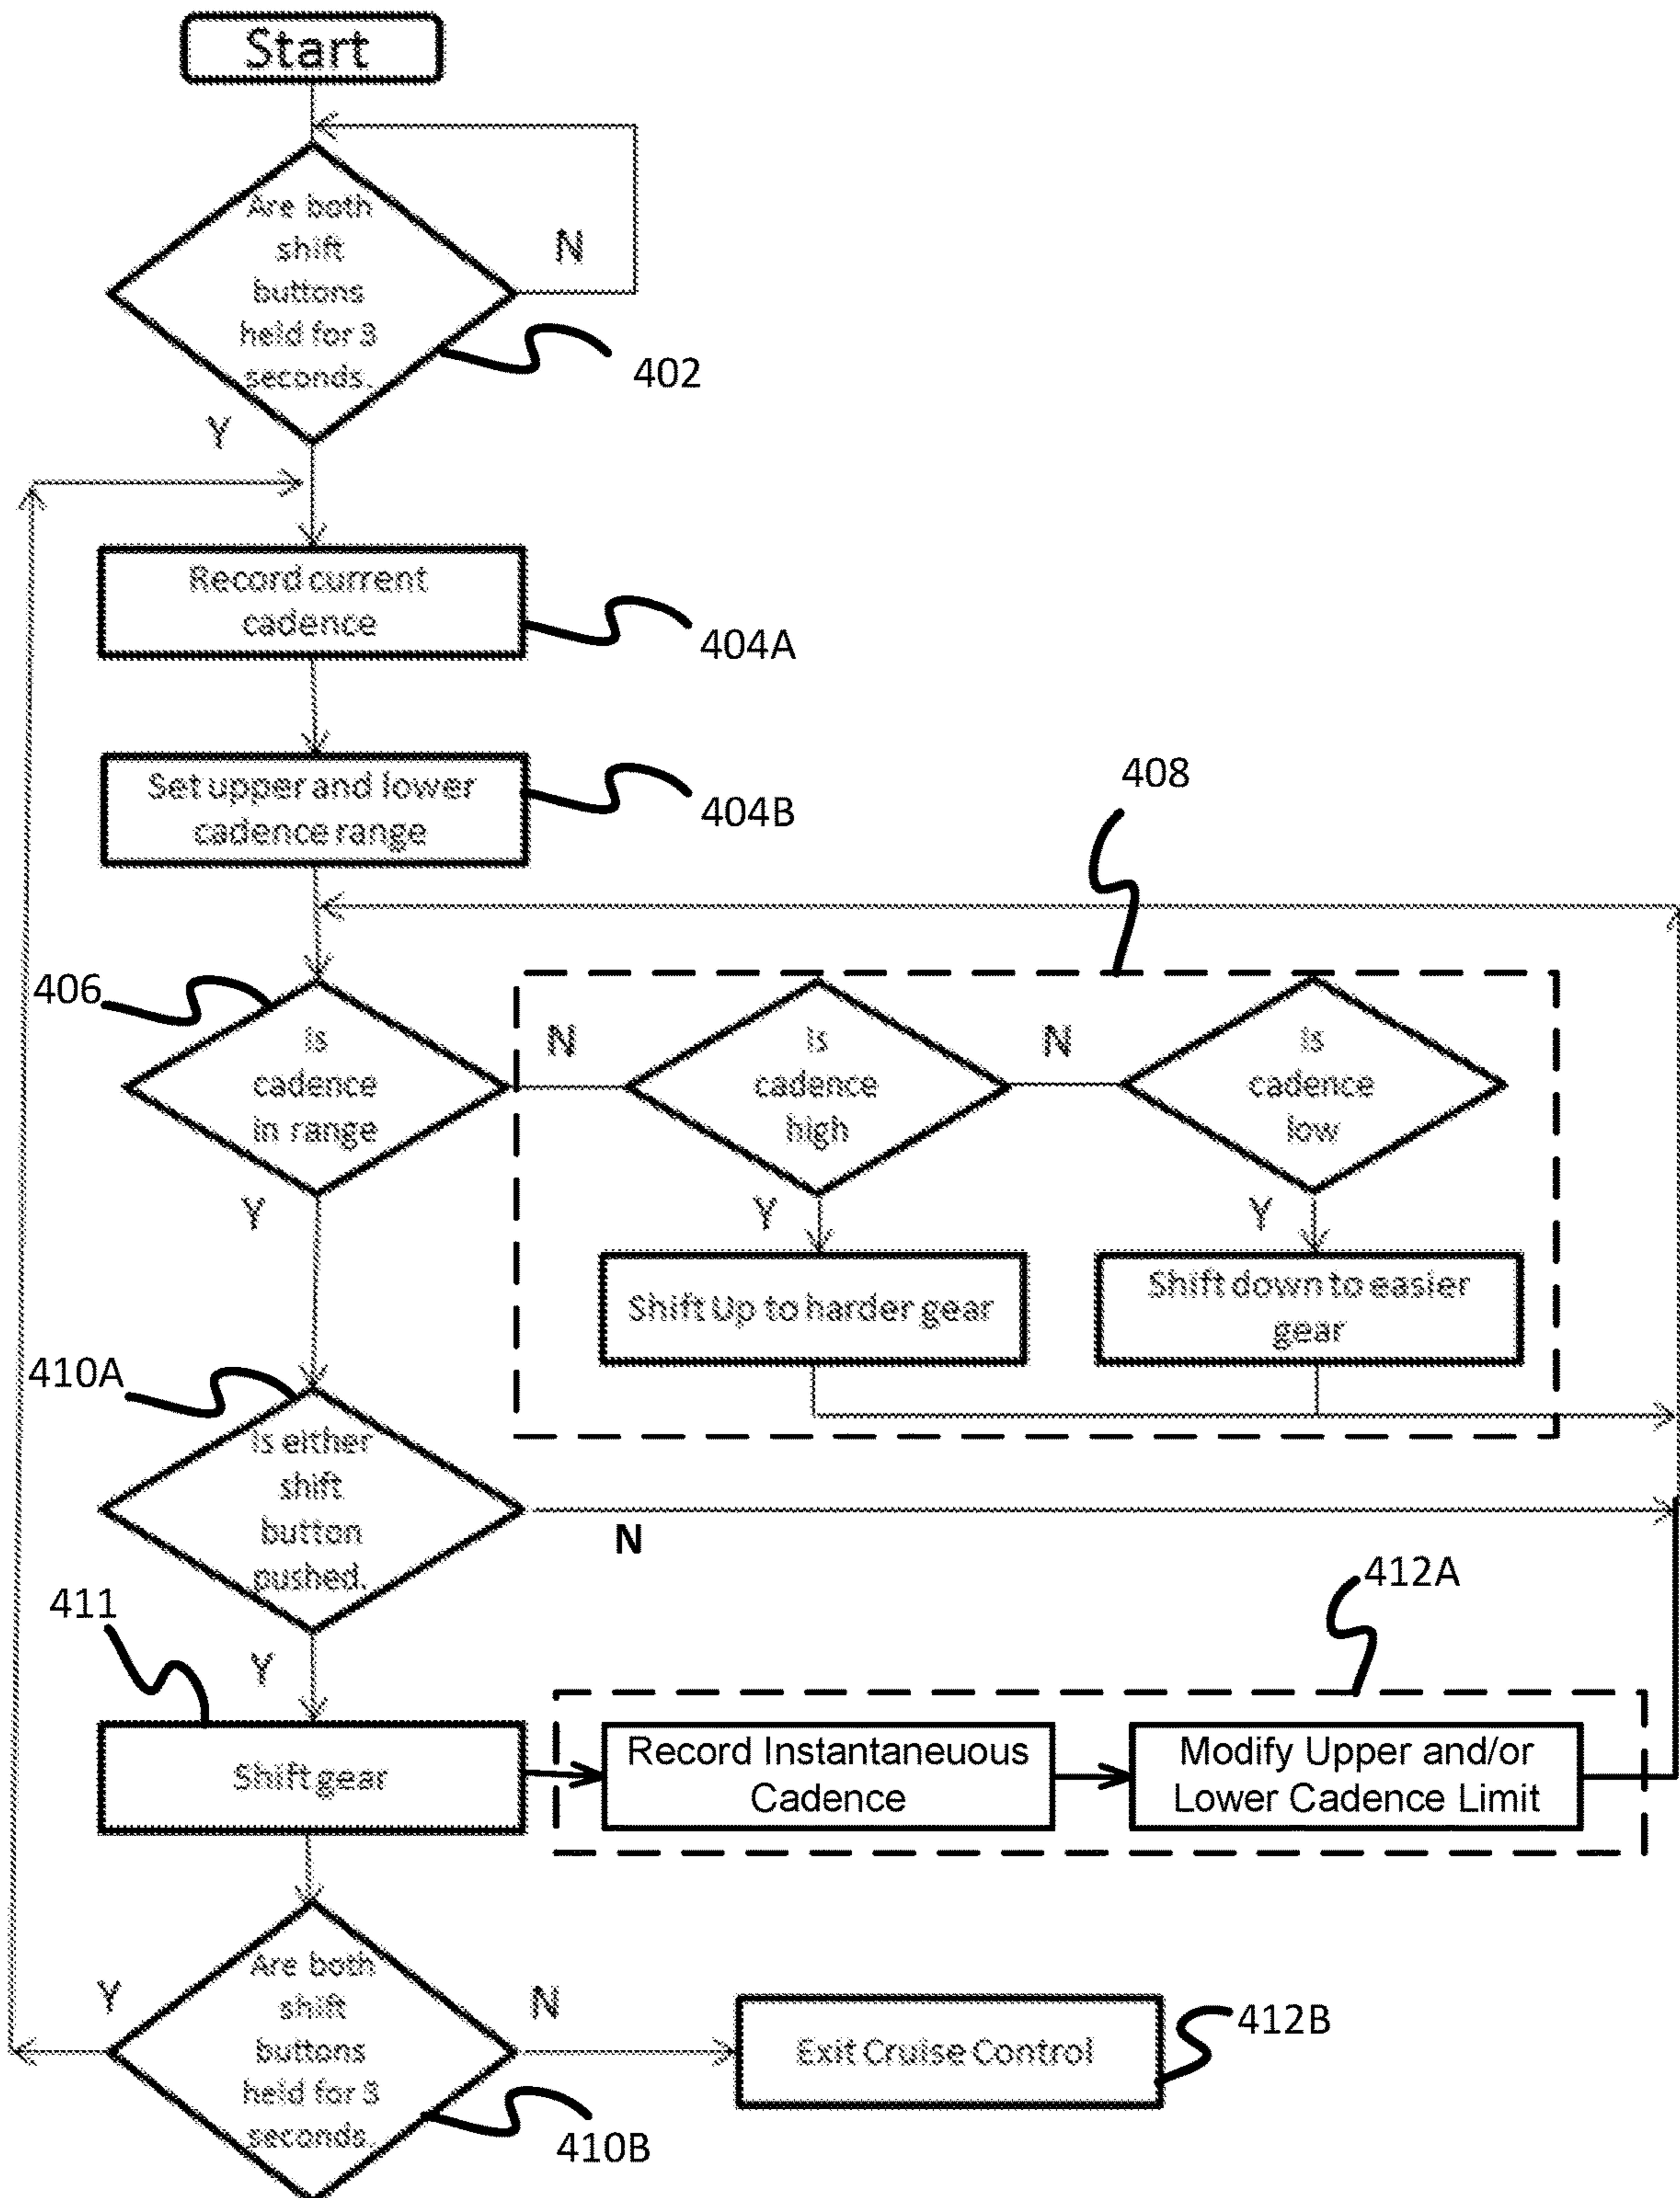 Start
Are both
shift
buttons
held for 3
seconds.
N
402
Y
Record current
cadence
404A
Set upper and lower
cadence range
404B
408
406
is
cadence
in range
N
is
cadence
high
N
is
cadence
low
Y
Y
Y
Shift Up to harder gear
Shift down to easier
gear
410A
Is either
shift
button
pushed.
N
411
Y
412A
Shift gear
Record Instantaneuous
Cadence
Modify Upper and/or
Lower Cadence Limit
Are both
shift
buttons
held for 3
seconds.
Y
N
Exit Cruise Control
412B
410B